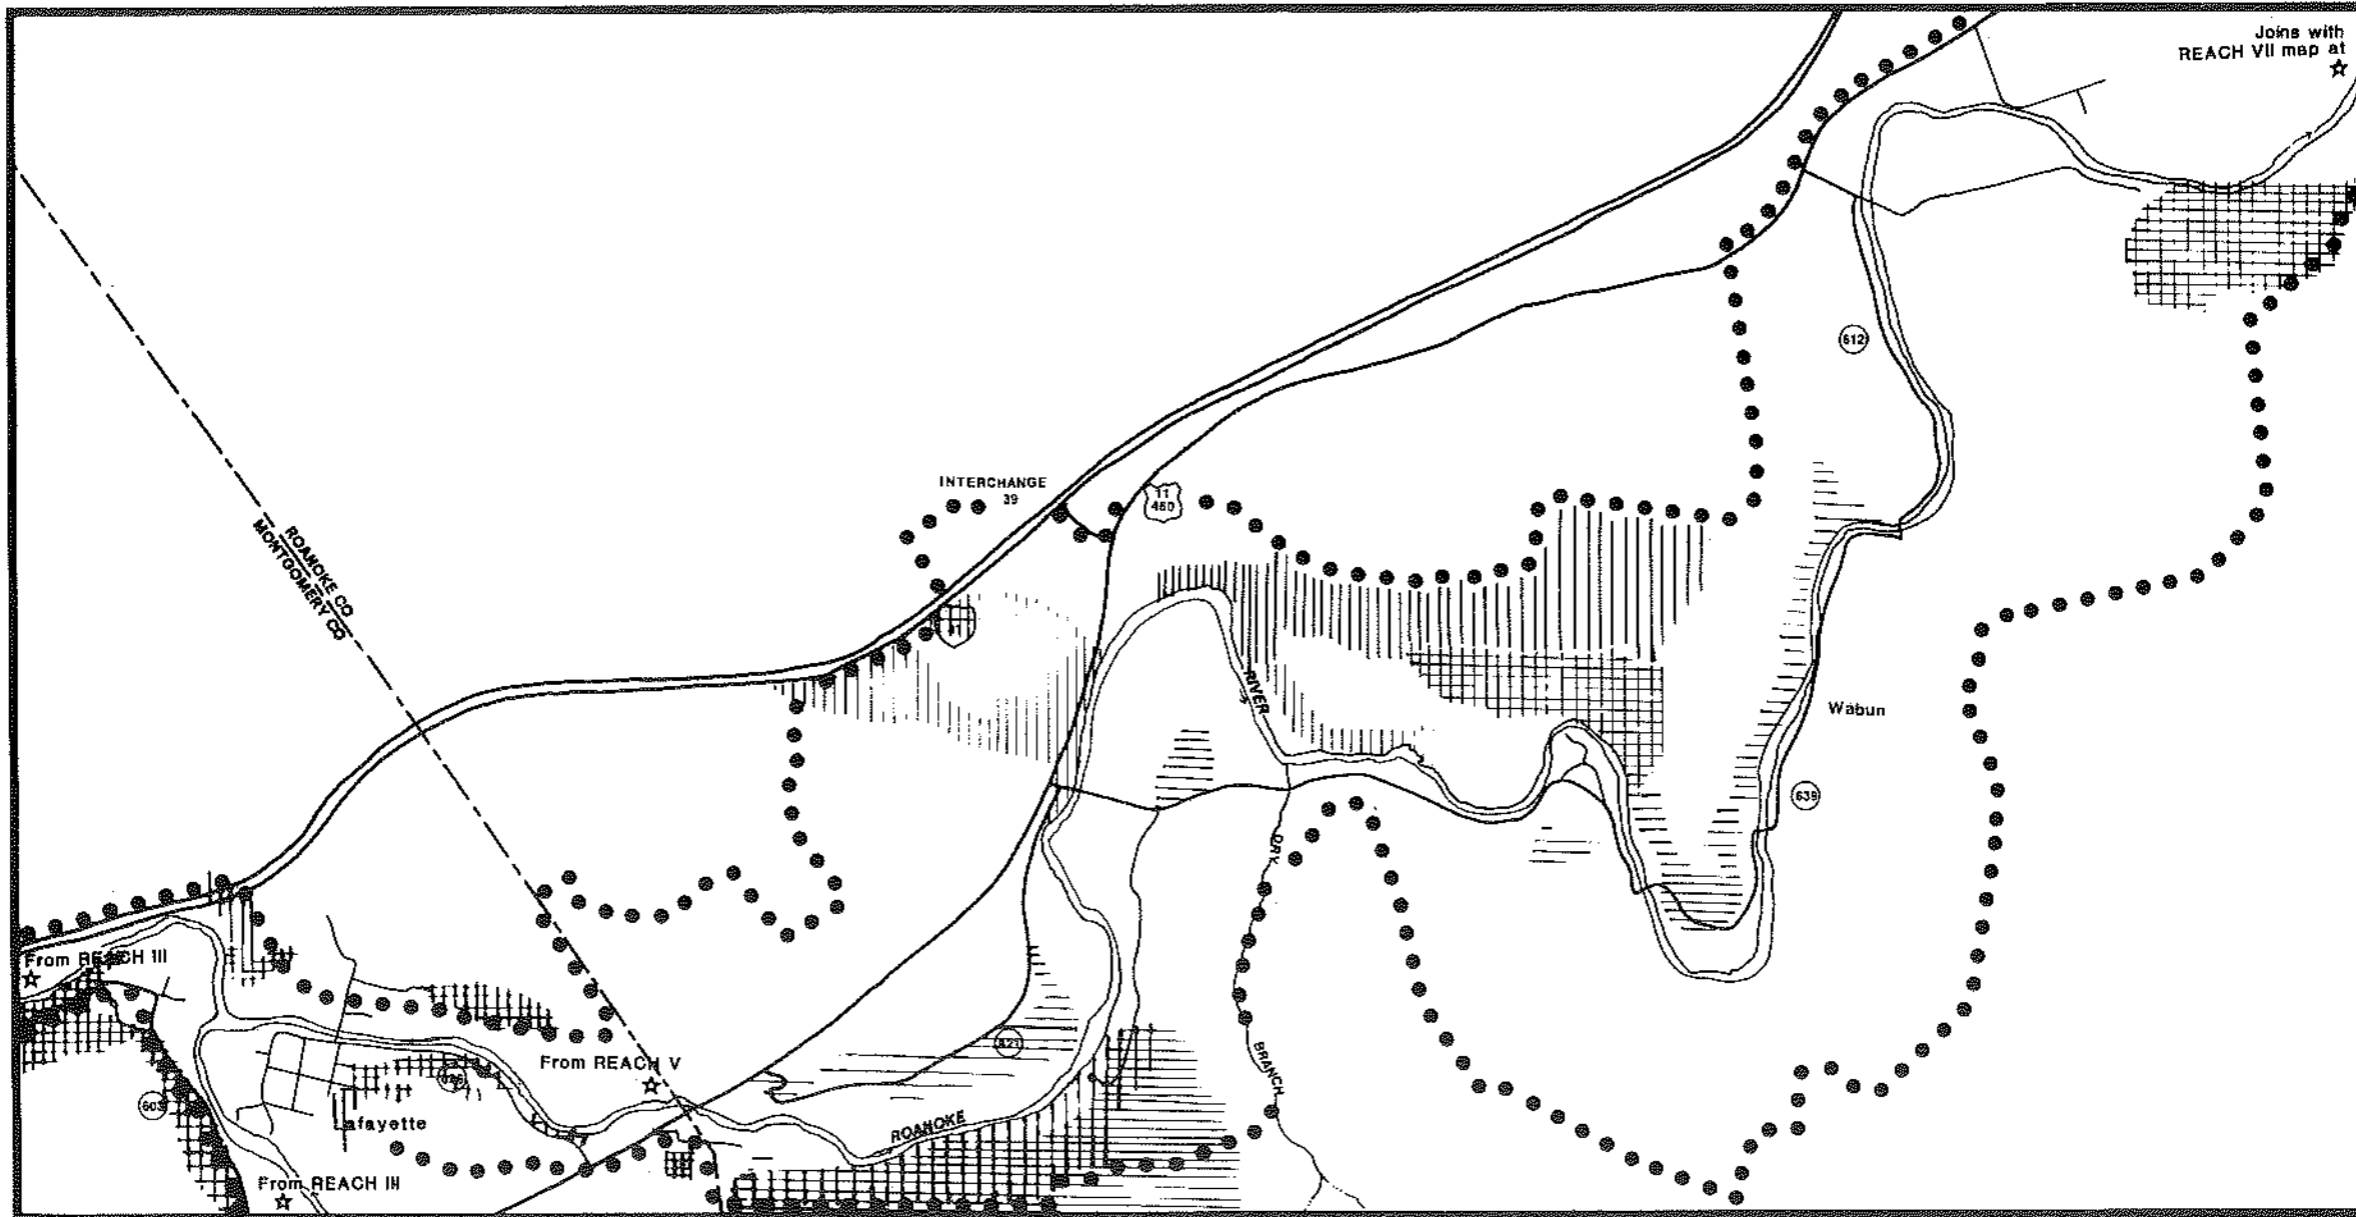 Joins with
REACH VII map at
INTERCHANGE
39
11
460
612
ROANOKE CO
MONTGOMERY CO
RIVER
Wabun
639
DRY
From REACH III
From REACH V
BRANCH
603
Lafayette
ROANOKE
From REACH III